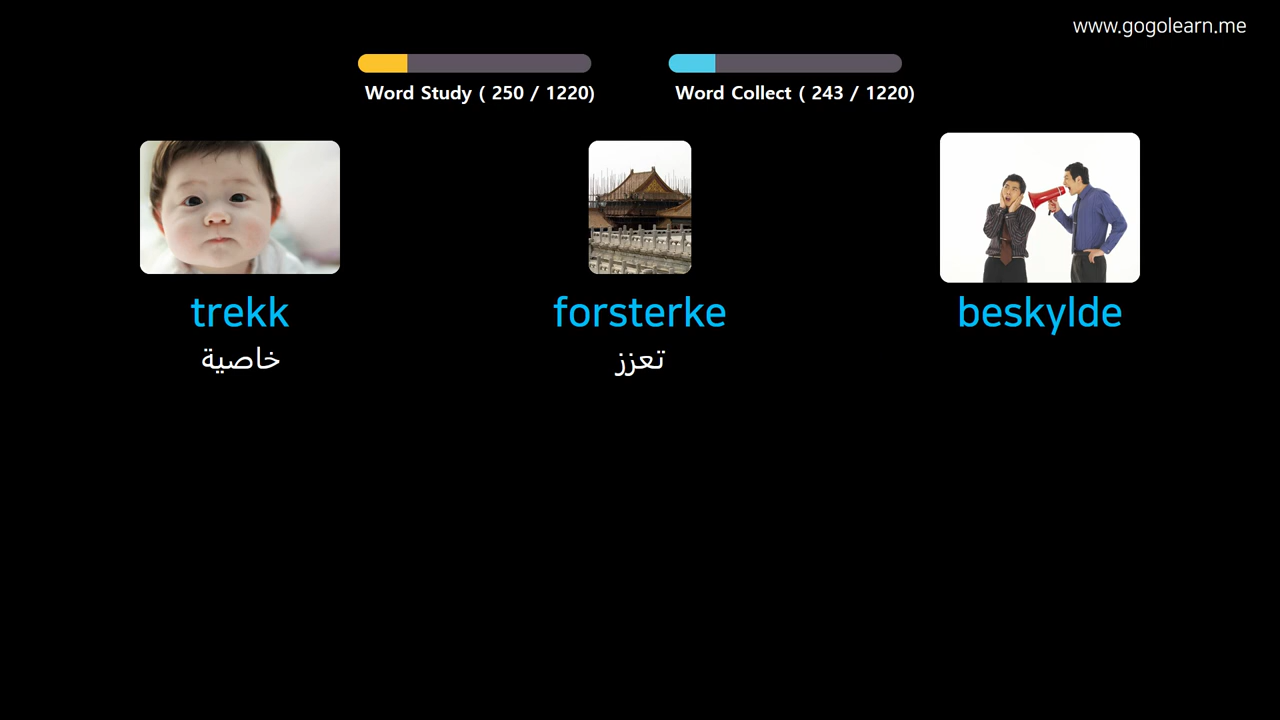 www.gogolearn.me
Word Study ( 250 / 1220)
Word Collect ( 243 / 1220)
trekk
forsterke
beskylde
خاصية
تعزز